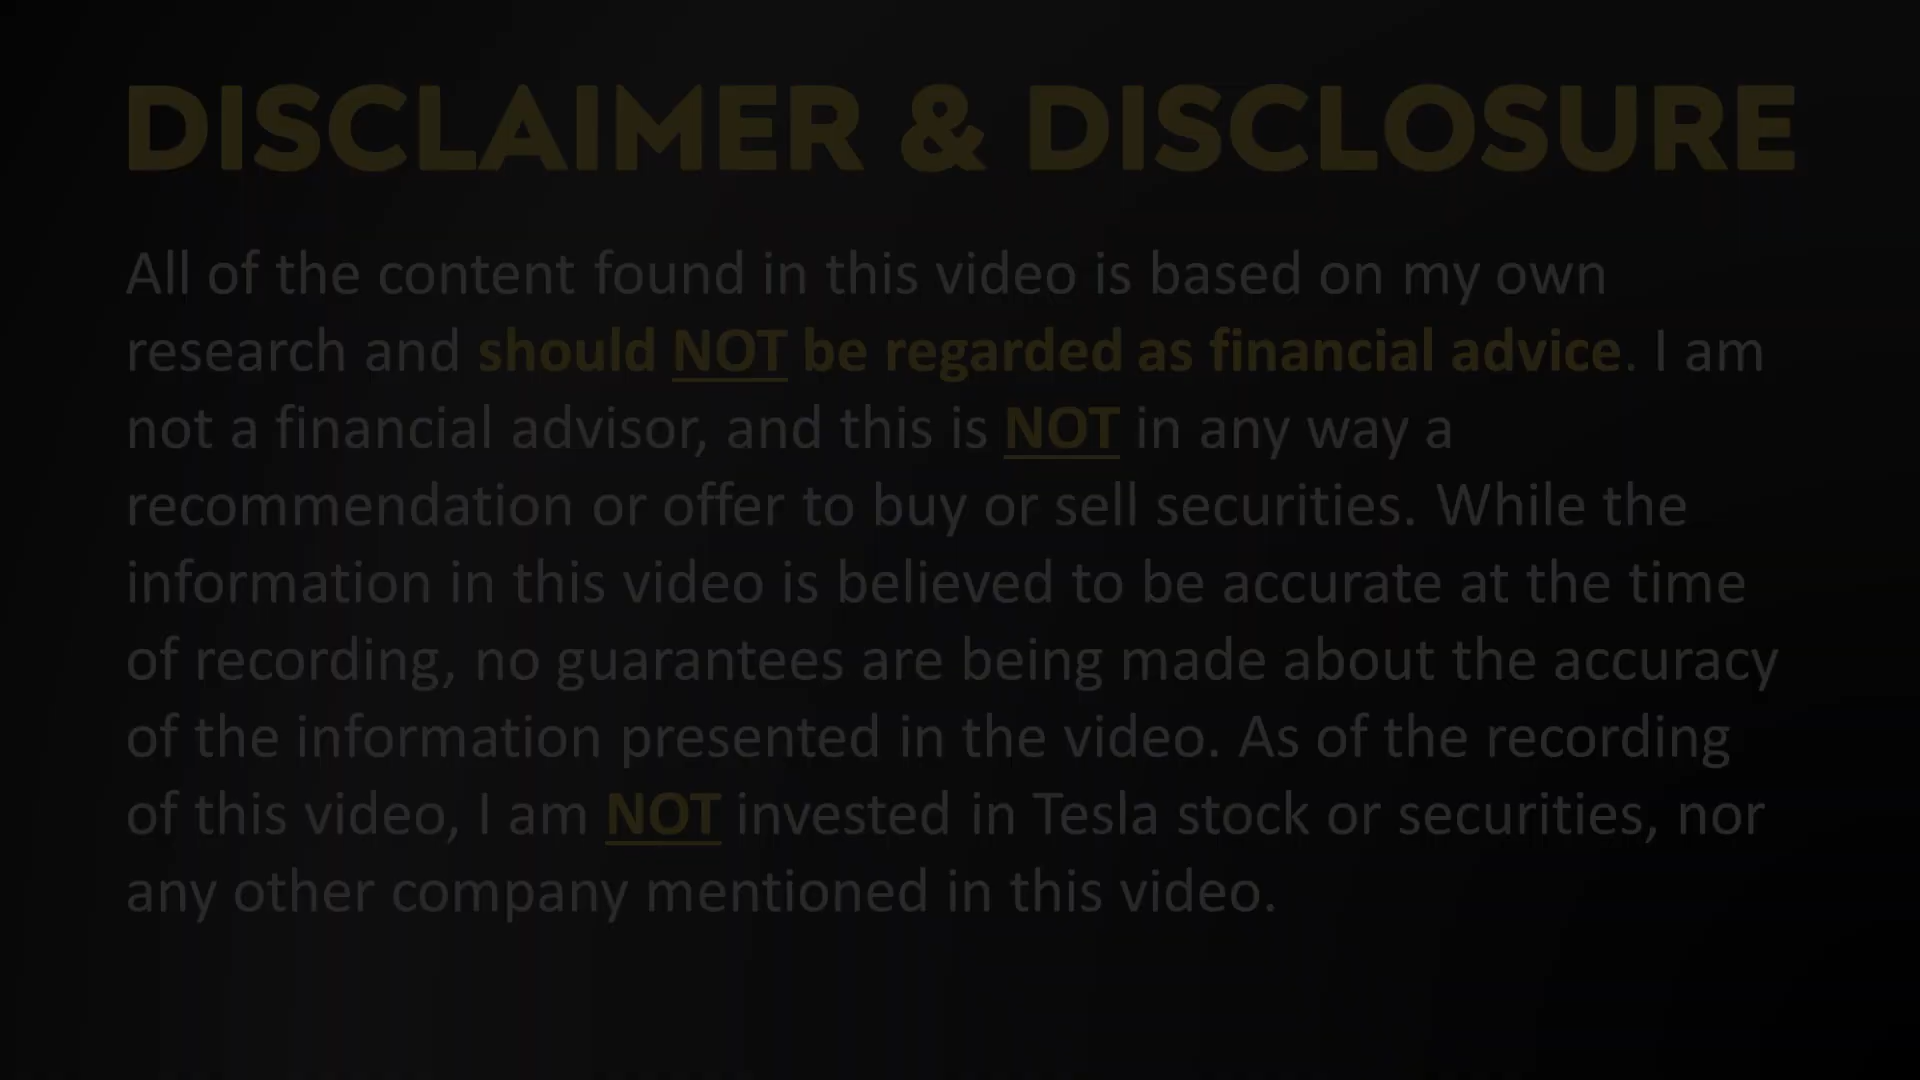 DISCLAIMER & DISCLOSURE
All of the content found in this video is based on my own
research and should NOT be regarded as financial advice. I am
not a financial advisor, and this is NOT in any way a
recommendation or offer to buy or sell securities. While the
information in this video is believed to be accurate at the time
of recording, no guarantees are being made about the accuracy
of the information presented in the video. As of the recording
of this video, I am NOT invested in Tesla stock or securities, nor
any other company mentioned in this video.